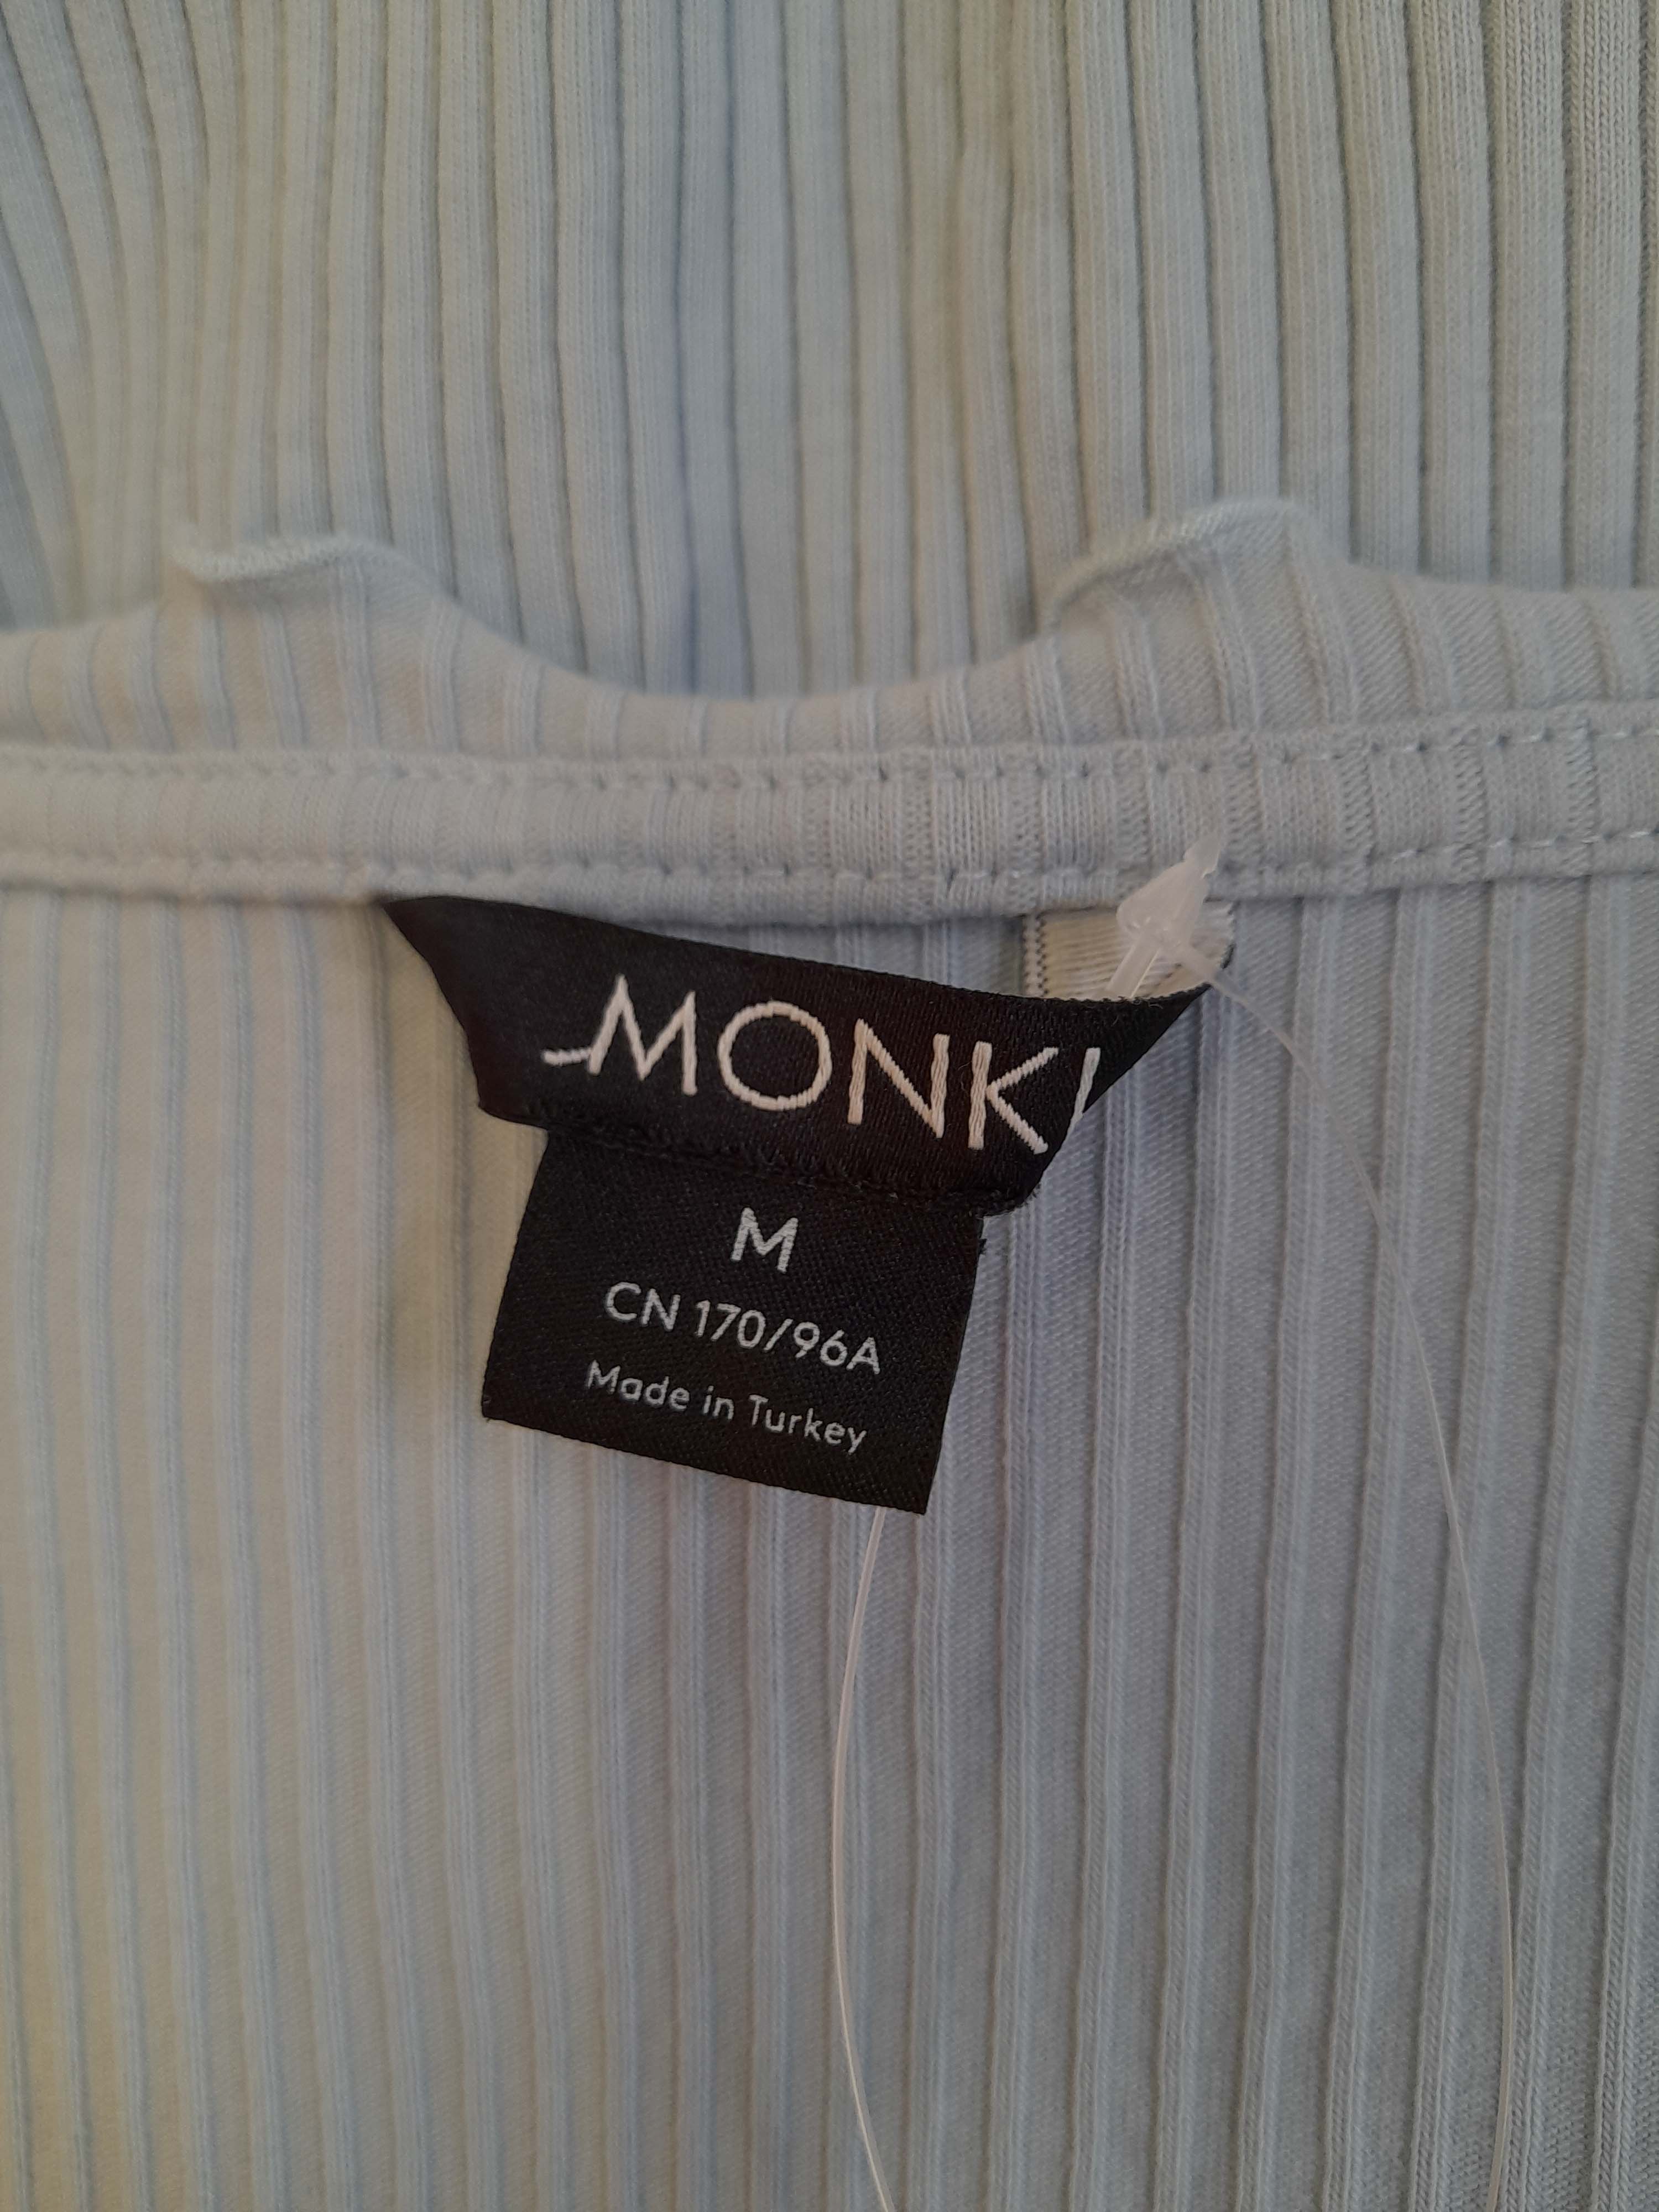 MONKI
M
CN 170/96A
Made in Turkey